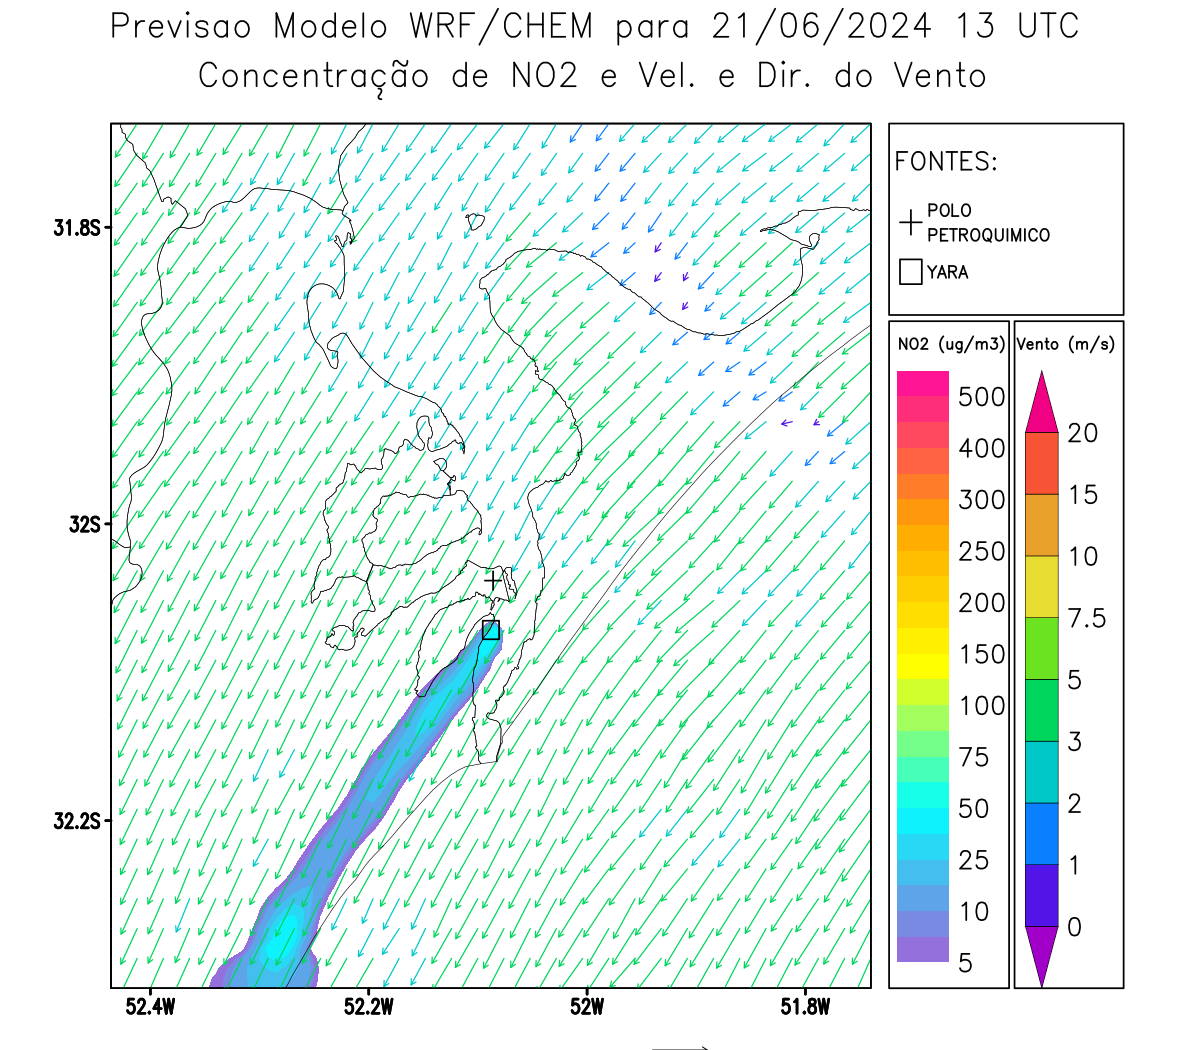 Previsao Modelo WRF/CHEM para 21/06/2024 13 UTC
Concentração de NO2 e Vel. e Dir. do Vento
FONTES:
POLO
PETROQUIMICO
YARA
NO2 (ug/m3)
500
400
300
250
200
150
100
75
50
25
10
5
Vento (m/s)
20
15
10
7.5
5
3
2
1
0
31.8S
32S
32.2S
52.4W
52.2W
52W
51.8W